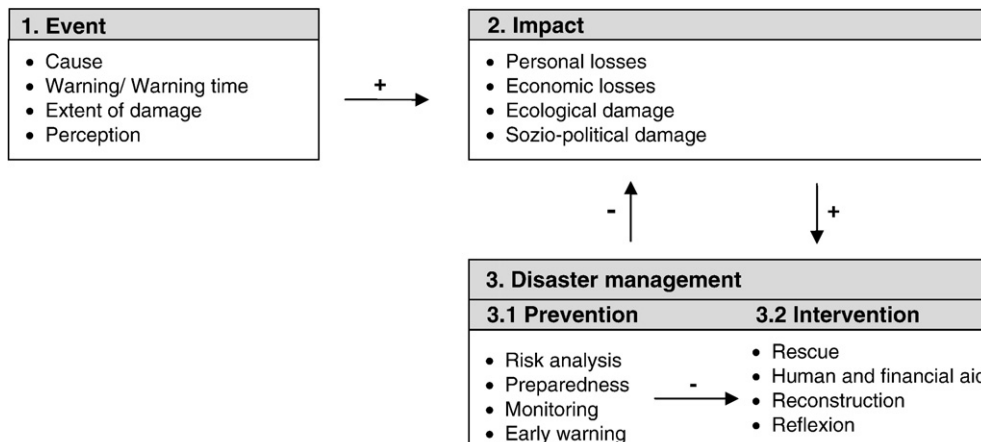 1. Event
• Cause
• Warning/ Warning time
• Extent of damage
• Perception
+
2. Impact
• Personal losses
• Economic losses
• Ecological damage
• Sozio-political damage
-
+
3. Disaster management
3.1 Prevention
• Risk analysis
• Preparedness
• Monitoring
• Early warning
-
3.2 Intervention
• Rescue
• Human and financial aid
• Reconstruction
• Reflexion